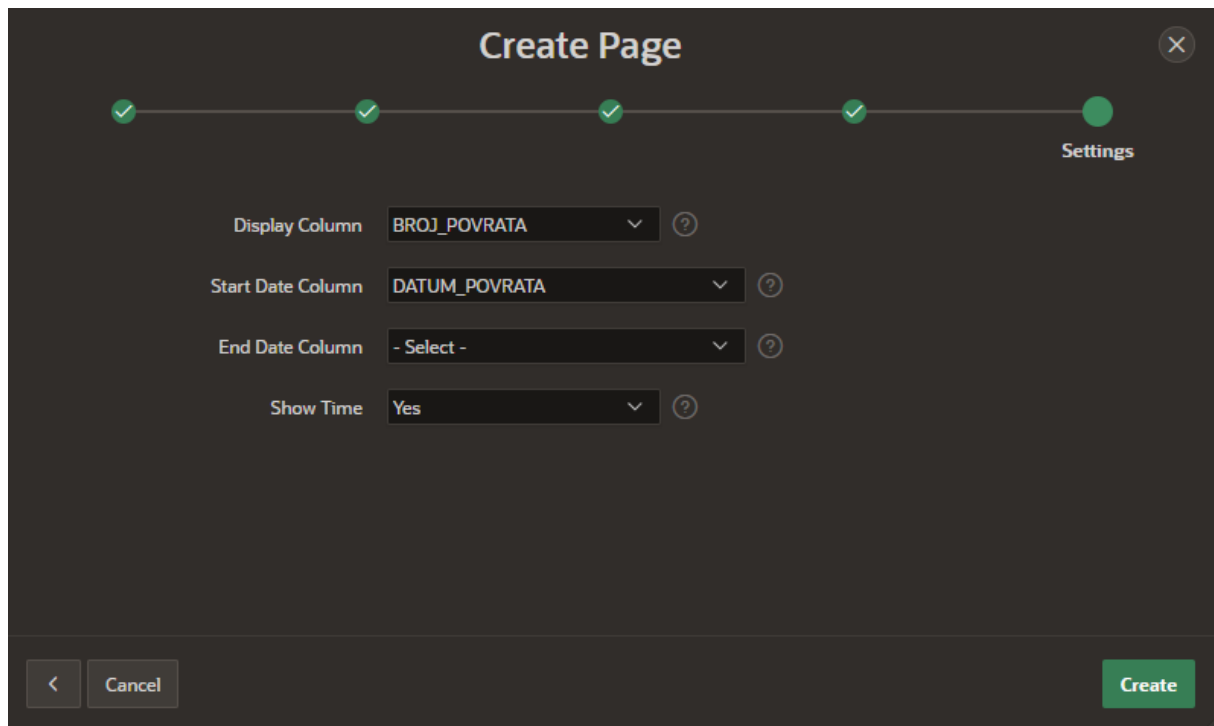 Create Page
Settings
Display Column BROJ_POVRATA
Start Date Column DATUM_POVRATA
End Date Column - Select -
Show Time Yes
Cancel Create